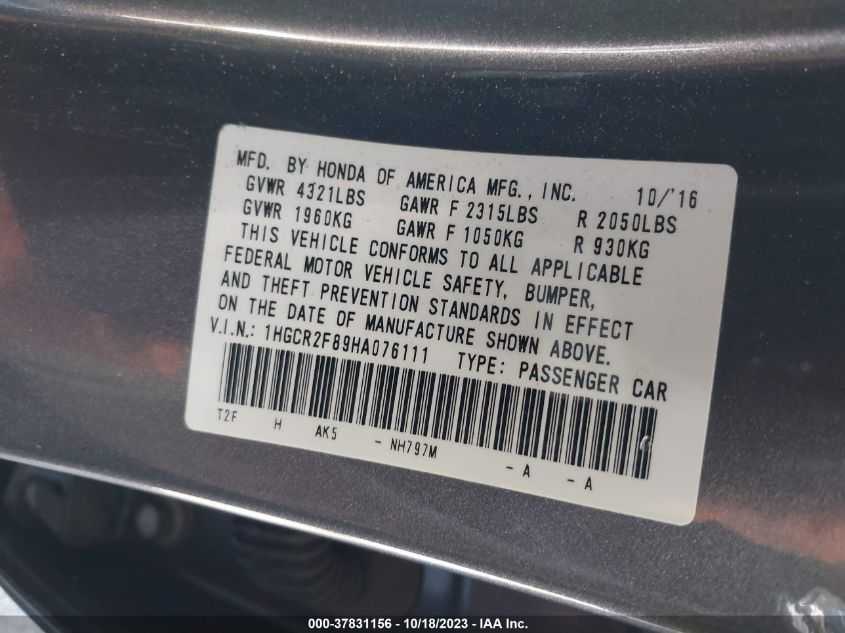 MFD. BY HONDA OF AMERICA MFG., INC. 10/'16
GVWR 4321LBS GAWR F 2315LBS R 2050LBS
GVWR 1960KG GAWR F 1050KG R 930KG
THIS VEHICLE CONFORMS TO ALL APPLICABLE
FEDERAL MOTOR VEHICLE SAFETY, BUMPER,
AND THEFT PREVENTION STANDARDS IN EFFECT
ON THE DATE OF MANUFACTURE SHOWN ABOVE.
V.I.N.: 1HGCR2F89HA076111 TYPE: PASSENGER CAR
T2F H AK5 - NH797M - A - A
000-37831156 - 10/18/2023 - IAA Inc.